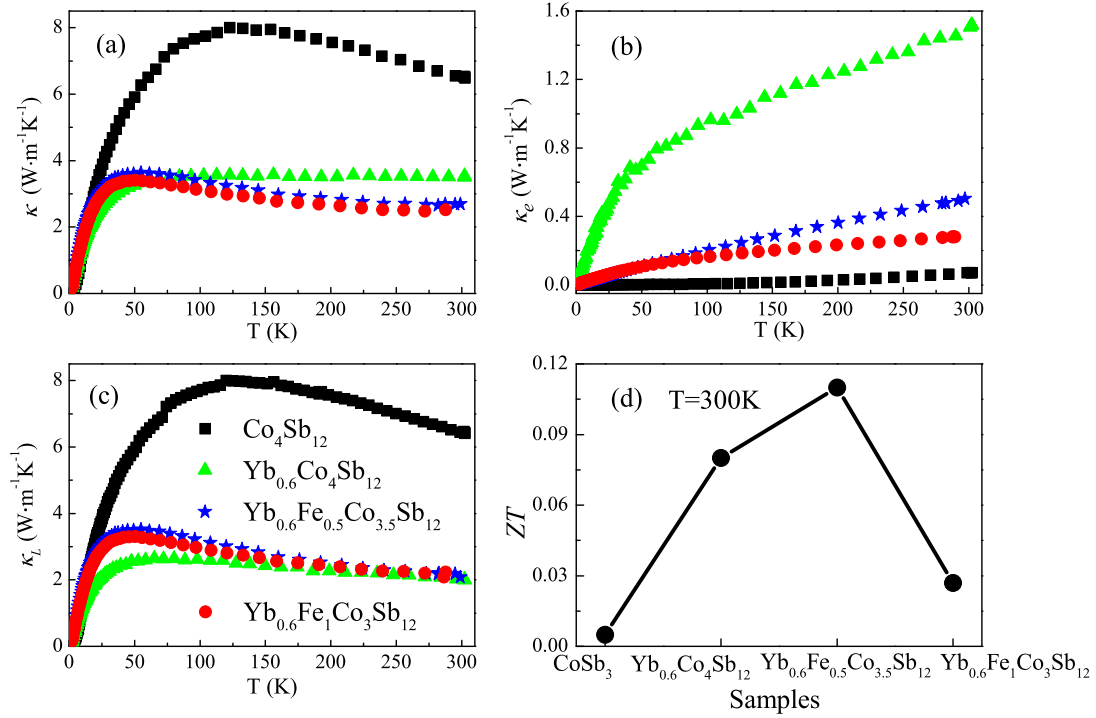 (a)
κ (W·m⁻¹K⁻¹)
8
6
4
2
0
0 50 100 150 200 250 300
T (K)
(b)
κₑ (W·m⁻¹K⁻¹)
1.6
1.2
0.8
0.4
0.0
0 50 100 150 200 250 300
T (K)
(c)
κ_L (W·m⁻¹K⁻¹)
8
6
4
2
0
Co₄Sb₁₂
Yb₀.₆Co₄Sb₁₂
Yb₀.₆Fe₀.₅Co₃.₅Sb₁₂
Yb₀.₆Fe₁Co₃Sb₁₂
0 50 100 150 200 250 300
T (K)
(d) T=300K
ZT
0.12
0.09
0.06
0.03
0.00
CoSb₃ Yb₀.₆Co₄Sb₁₂ Yb₀.₆Fe₀.₅Co₃.₅Sb₁₂ Yb₀.₆Fe₁Co₃Sb₁₂
Samples